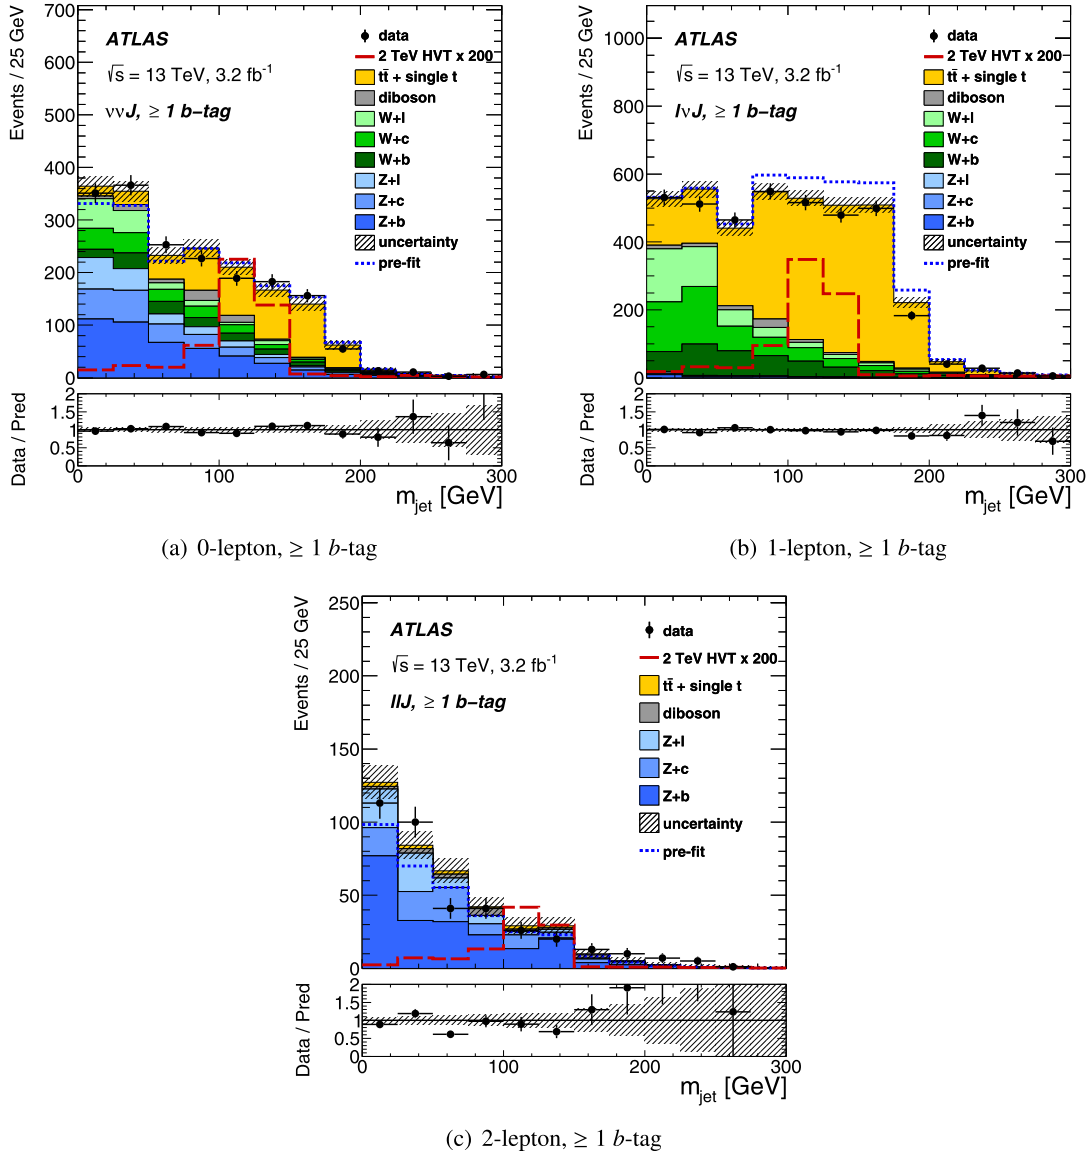 Events / 25 GeV
700
600
500
400
300
200
100
0
ATLAS
√s = 13 TeV, 3.2 fb⁻¹
ννJ, ≥ 1 b−tag
data
2 TeV HVT x 200
tt̄ + single t
diboson
W+l
W+c
W+b
Z+l
Z+c
Z+b
uncertainty
pre-fit
Data / Pred
2
1.5
1
0.5
0
0 100 200 300
m_jet [GeV]
(a) 0-lepton, ≥ 1 b-tag
Events / 25 GeV
1000
800
600
400
200
0
ATLAS
√s = 13 TeV, 3.2 fb⁻¹
lνJ, ≥ 1 b−tag
data
2 TeV HVT x 200
tt̄ + single t
diboson
W+l
W+c
W+b
Z+l
Z+c
Z+b
uncertainty
pre-fit
Data / Pred
2
1.5
1
0.5
0
0 100 200 300
m_jet [GeV]
(b) 1-lepton, ≥ 1 b-tag
Events / 25 GeV
250
200
150
100
50
0
ATLAS
√s = 13 TeV, 3.2 fb⁻¹
llJ, ≥ 1 b−tag
data
2 TeV HVT x 200
tt̄ + single t
diboson
Z+l
Z+c
Z+b
uncertainty
pre-fit
Data / Pred
2
1.5
1
0.5
0
0 100 200 300
m_jet [GeV]
(c) 2-lepton, ≥ 1 b-tag